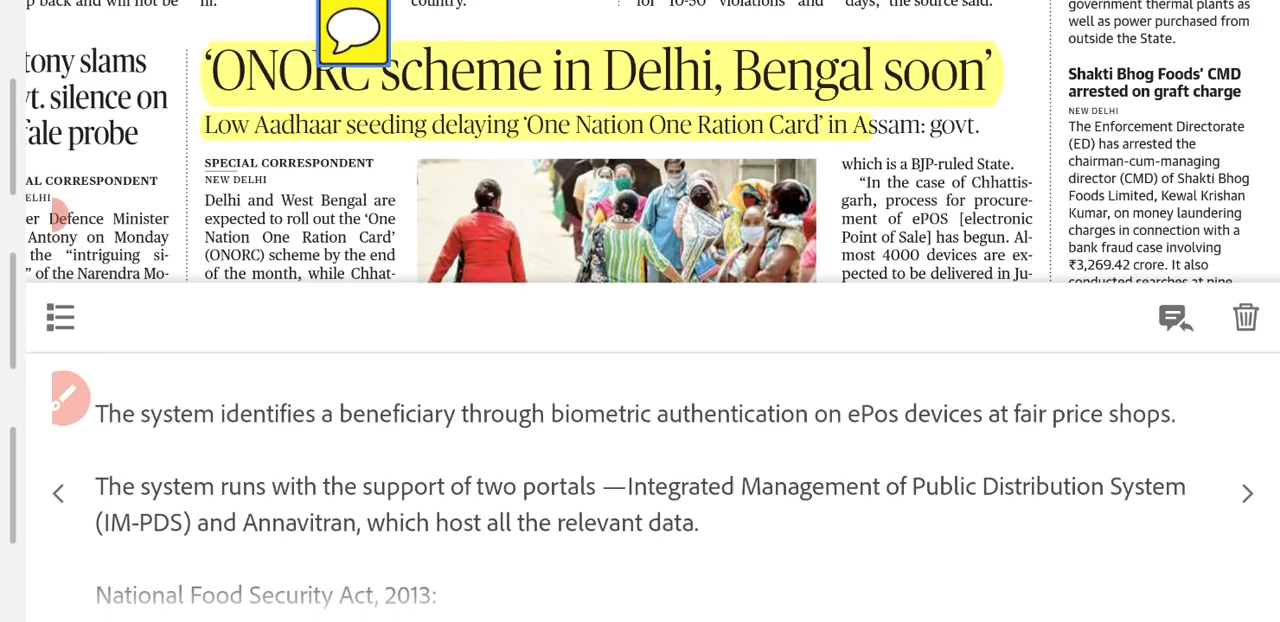 p back and will not be
country.
for 10-50 violations and
days," the source said.
government thermal plants as
well as power purchased from
outside the State.
tony slams
vt. silence on
fale probe
AL CORRESPONDENT
ELHI
er Defence Minister
Antony on Monday
the "intriguing si-
" of the Narendra Mo-
'ONORC scheme in Delhi, Bengal soon'
Low Aadhaar seeding delaying 'One Nation One Ration Card' in Assam: govt.
SPECIAL CORRESPONDENT
NEW DELHI
Delhi and West Bengal are
expected to roll out the 'One
Nation One Ration Card'
(ONORC) scheme by the end
of the month, while Chhat-
which is a BJP-ruled State.
"In the case of Chhattis-
garh, process for procure-
ment of ePOS [electronic
Point of Sale] has begun. Al-
most 4000 devices are ex-
pected to be delivered in Ju-
Shakti Bhog Foods' CMD
arrested on graft charge
NEW DELHI
The Enforcement Directorate
(ED) has arrested the
chairman-cum-managing
director (CMD) of Shakti Bhog
Foods Limited, Kewal Krishan
Kumar, on money laundering
charges in connection with a
bank fraud case involving
₹3,269.42 crore. It also
conducted searches at nine
The system identifies a beneficiary through biometric authentication on ePos devices at fair price shops.
The system runs with the support of two portals —Integrated Management of Public Distribution System
(IM-PDS) and Annavitran, which host all the relevant data.
National Food Security Act, 2013: